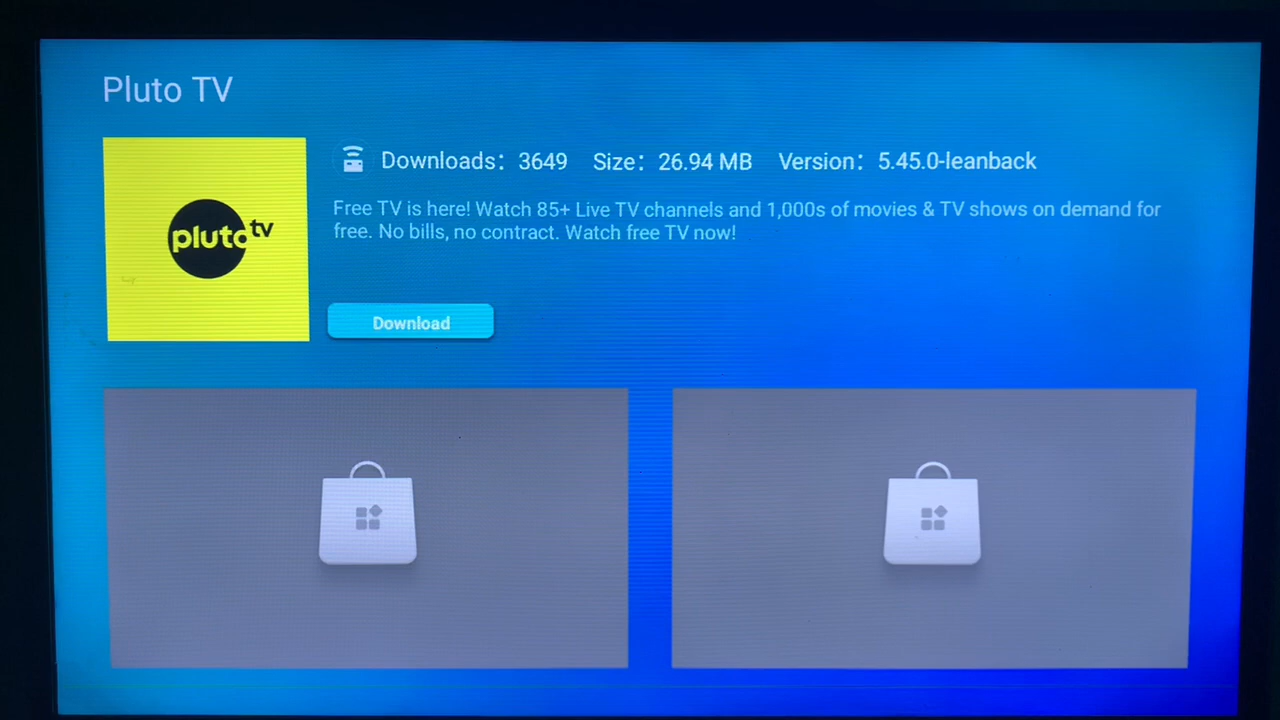 Pluto TV
pluto tv
Downloads: 3649 Size: 26.94 MB Version: 5.45.0-leanback
Free TV is here! Watch 85+ Live TV channels and 1,000s of movies & TV shows on demand for
free. No bills, no contract. Watch free TV now!
Download